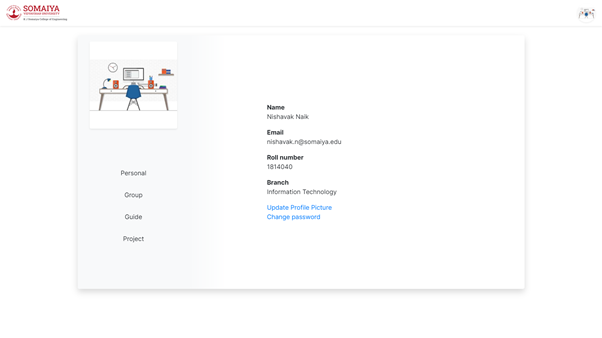 SOMAIYA
VIDYAVIHAR UNIVERSITY
K J Somaiya College of Engineering
Personal
Group
Guide
Project
Name
Nishavak Naik
Email
nishavak.n@somaiya.edu
Roll number
1814040
Branch
Information Technology
Update Profile Picture
Change password